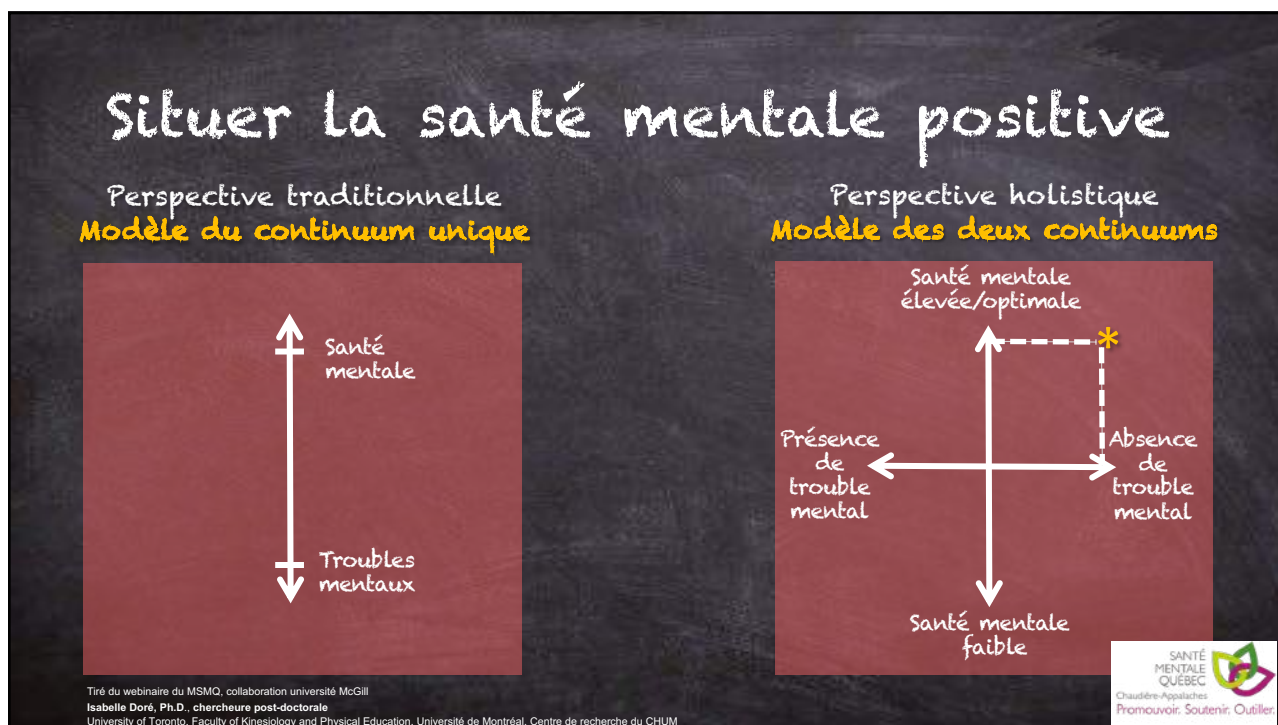 Situer la santé mentale positive
Perspective traditionnelle
Modèle du continuum unique
Santé
mentale
Troubles
mentaux
Perspective holistique
Modèle des deux continuums
Santé mentale
élevée/optimale
*
Présence
de
trouble
mental
Absence
de
trouble
mental
Santé mentale
faible
Tiré du webinaire du MSMQ, collaboration université McGill
Isabelle Doré, Ph.D., chercheure post-doctorale
University of Toronto, Faculty of Kinesiology and Physical Education, Université de Montréal, Centre de recherche du CHUM
SANTÉ
MENTALE
QUÉBEC
Chaudière-Appalaches
Promouvoir. Soutenir. Outiller.